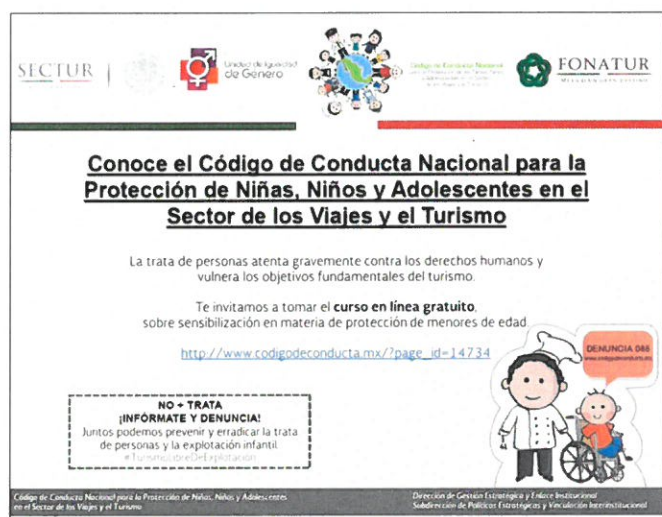 SECTUR
Unidad de Igualdad
de Género
Código de Conducta Nacional
FONATUR
Conoce el Código de Conducta Nacional para la
Protección de Niñas, Niños y Adolescentes en el
Sector de los Viajes y el Turismo
La trata de personas atenta gravemente contra los derechos humanos y
vulnera los objetivos fundamentales del turismo.
Te invitamos a tomar el curso en línea gratuito,
sobre sensibilización en materia de protección de menores de edad.
http://www.codigodeconducta.mx/?page_id=14734
DENUNCIA 088
NO + TRATA
¡INFÓRMATE Y DENUNCIA!
Juntos podemos prevenir y erradicar la trata
de personas y la explotación infantil.
#TurismoLibreDeExplotación
Código de Conducta Nacional para la Protección de Niñas, Niños y Adolescentes
en el Sector de los Viajes y el Turismo
Dirección de Gestión Estratégica y Enlace Institucional
Subdirección de Políticas Estratégicas y Vinculación Interinstitucional